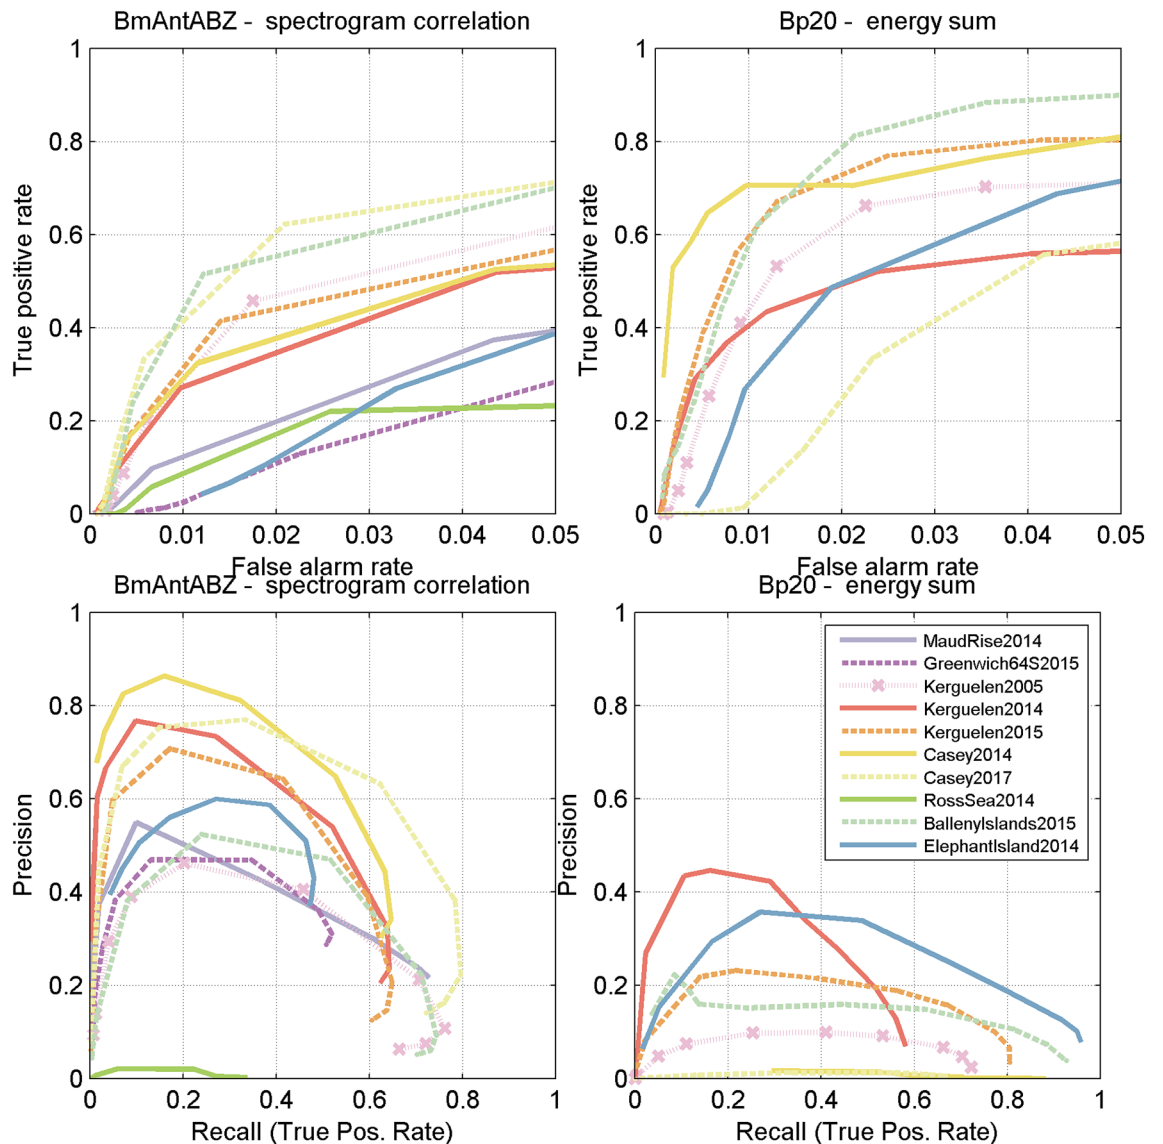 BmAntABZ - spectrogram correlation
Bp20 - energy sum
1
0.8
0.6
0.4
0.2
0
True positive rate
0 0.01 0.02 0.03 0.04 0.05
False alarm rate
1
0.8
0.6
0.4
0.2
0
True positive rate
0 0.01 0.02 0.03 0.04 0.05
False alarm rate
BmAntABZ - spectrogram correlation
Bp20 - energy sum
1
0.8
0.6
0.4
0.2
0
Precision
0 0.2 0.4 0.6 0.8 1
Recall (True Pos. Rate)
1
0.8
0.6
0.4
0.2
0
Precision
0 0.2 0.4 0.6 0.8 1
Recall (True Pos. Rate)
MaudRise2014
Greenwich64S2015
Kerguelen2005
Kerguelen2014
Kerguelen2015
Casey2014
Casey2017
RossSea2014
BallenyIslands2015
ElephantIsland2014